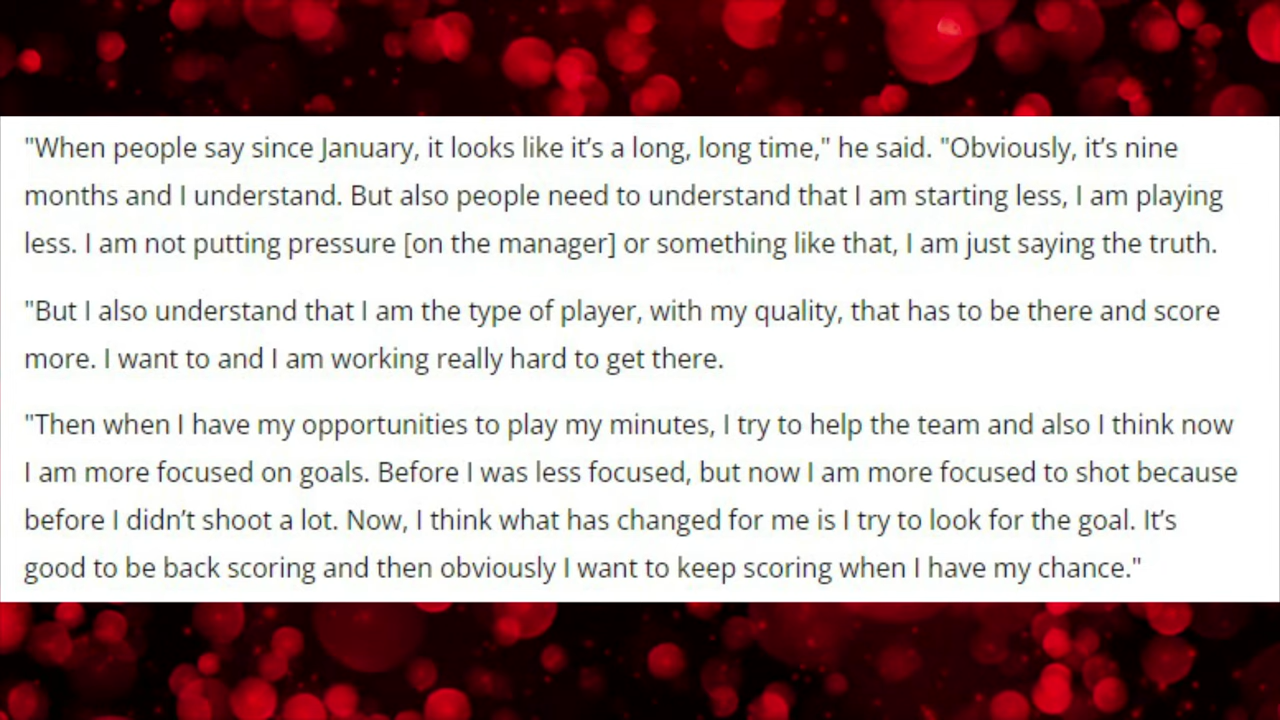 "When people say since January, it looks like it’s a long, long time," he said. "Obviously, it’s nine
months and I understand. But also people need to understand that I am starting less, I am playing
less. I am not putting pressure [on the manager] or something like that, I am just saying the truth.
"But I also understand that I am the type of player, with my quality, that has to be there and score
more. I want to and I am working really hard to get there.
"Then when I have my opportunities to play my minutes, I try to help the team and also I think now
I am more focused on goals. Before I was less focused, but now I am more focused to shot because
before I didn’t shoot a lot. Now, I think what has changed for me is I try to look for the goal. It’s
good to be back scoring and then obviously I want to keep scoring when I have my chance."